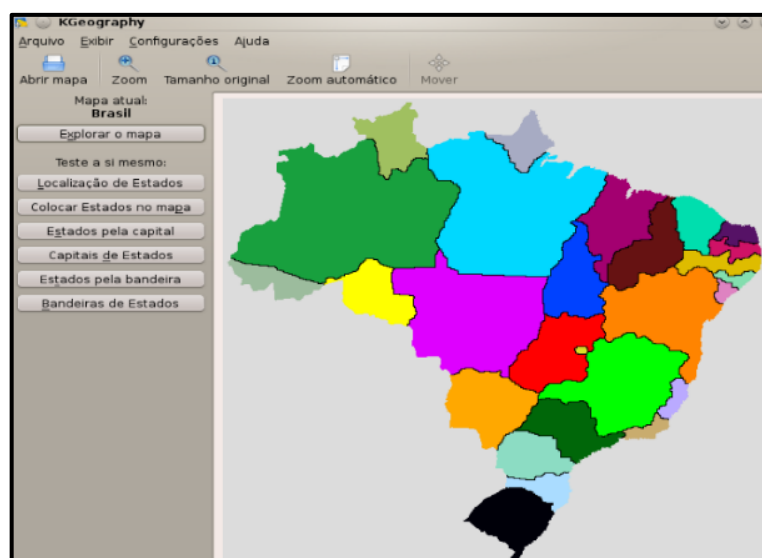 KGeography
Arquivo Exibir Configurações Ajuda
Abrir mapa Zoom Tamanho original Zoom automático Mover
Mapa atual:
Brasil
Explorar o mapa
Teste a si mesmo:
Localização de Estados
Colocar Estados no mapa
Estados pela capital
Capitais de Estados
Estados pela bandeira
Bandeiras de Estados